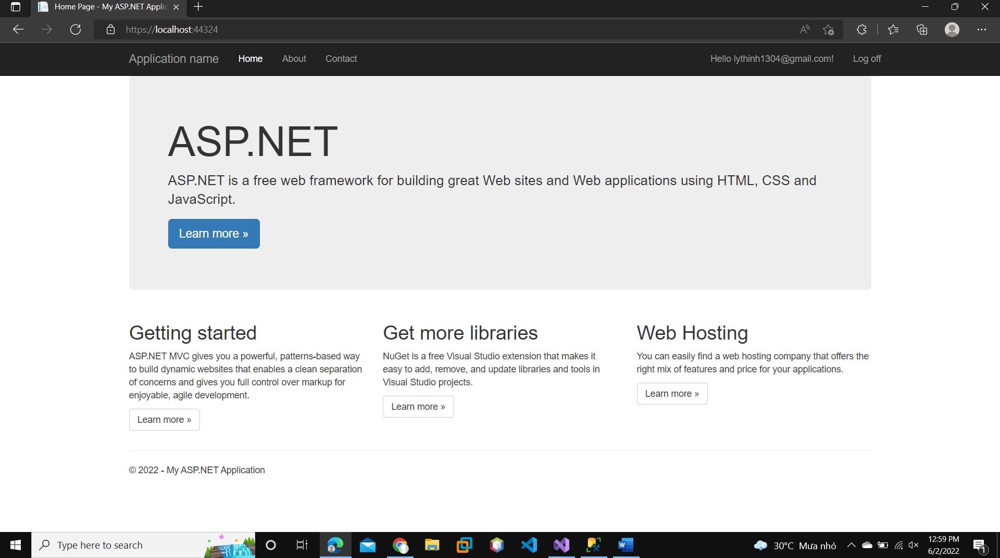 Home Page - My ASP.NET Applic
https://localhost:44324
Application name Home About Contact Hello lythinh1304@gmail.com! Log off
ASP.NET
ASP.NET is a free web framework for building great Web sites and Web applications using HTML, CSS and
JavaScript.
Learn more »
Getting started
ASP.NET MVC gives you a powerful, patterns-based way
to build dynamic websites that enables a clean separation
of concerns and gives you full control over markup for
enjoyable, agile development.
Learn more »
Get more libraries
NuGet is a free Visual Studio extension that makes it
easy to add, remove, and update libraries and tools in
Visual Studio projects.
Learn more »
Web Hosting
You can easily find a web hosting company that offers the
right mix of features and price for your applications.
Learn more »
© 2022 - My ASP.NET Application
Type here to search
30°C Mưa nhỏ
12:59 PM
6/2/2022
1